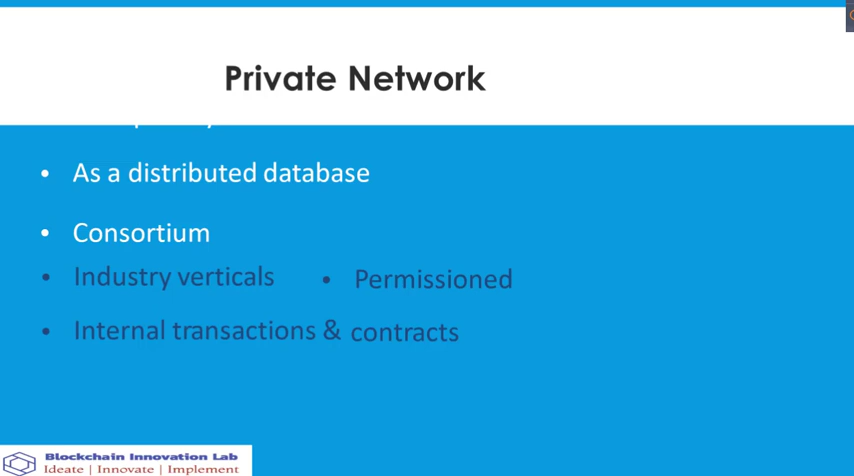 Private Network
• As a distributed database
• Consortium
• Industry verticals • Permissioned
• Internal transactions & contracts
Blockchain Innovation Lab
Ideate | Innovate | Implement